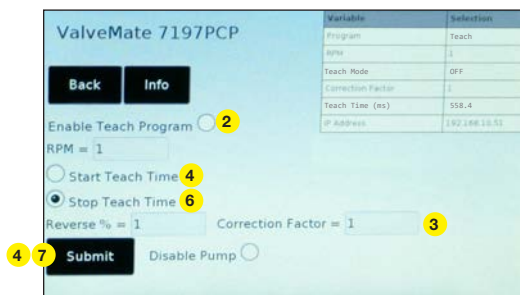 ValveMate 7197PCP
Variable Selection
Program Teach
RPM 1
Teach Mode OFF
Correction Factor 1
Teach Time (ms) 558.4
IP Address 192.168.10.51
Back Info
Enable Teach Program 2
RPM = 1
Start Teach Time 4
Stop Teach Time 6
Reverse % = 1 Correction Factor = 1 3
4 7 Submit Disable Pump